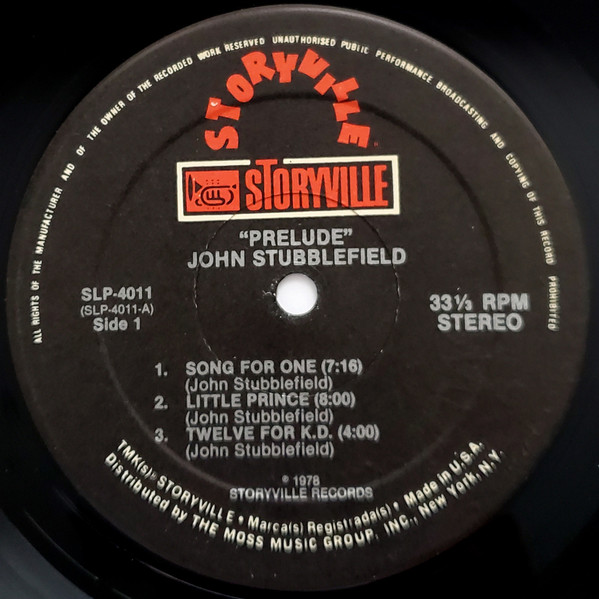 ALL RIGHTS OF THE MANUFACTURER AND OF THE OWNER OF THE RECORDED WORK RESERVED UNAUTHORISED PUBLIC PERFORMANCE BROADCASTING AND COPYING OF THIS RECORD PROHIBITED
STORYVILLE
STORYVILLE
"PRELUDE"
JOHN STUBBLEFIELD
SLP-4011
(SLP-4011-A)
Side 1
33⅓ RPM
STEREO
1. SONG FOR ONE (7:16)
(John Stubblefield)
2. LITTLE PRINCE (8:00)
(John Stubblefield)
3. TWELVE FOR K.D. (4:00)
(John Stubblefield)
℗ 1978
STORYVILLE RECORDS
TMK(s)® STORYVILLE • Marca(s) Registrada(s) • Made in U.S.A.
Distributed by THE MOSS MUSIC GROUP, INC., New York, N.Y.